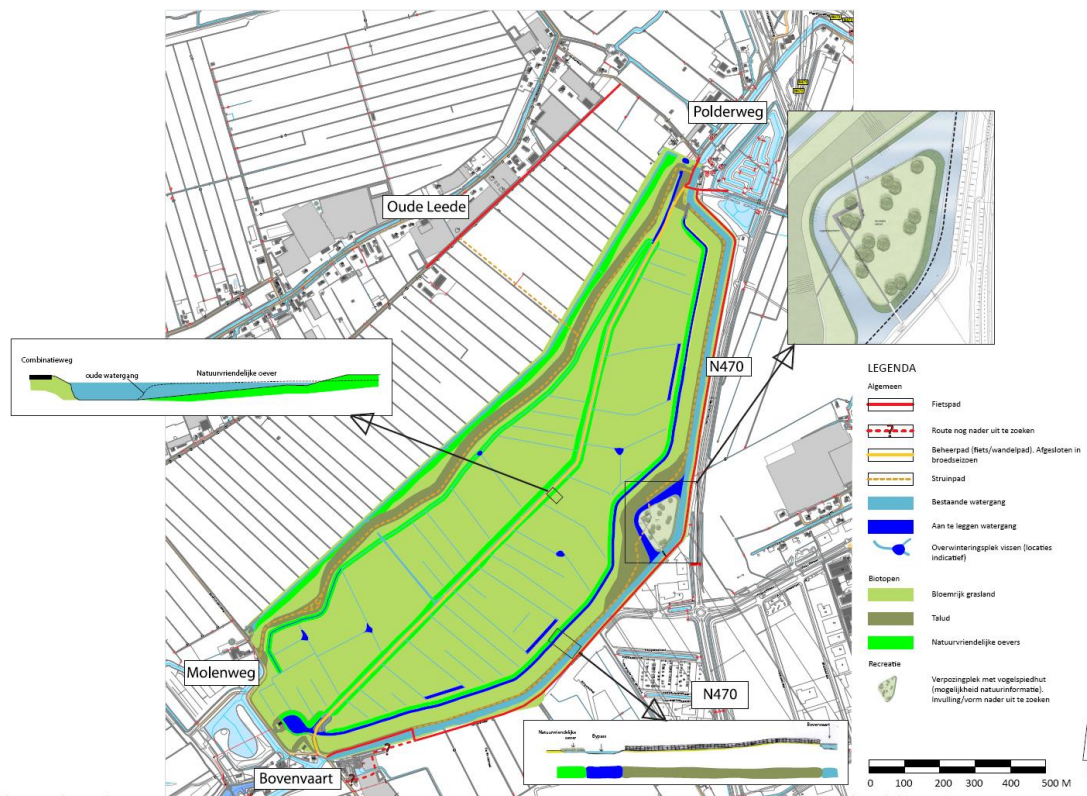 Polderweg
Oude Leede
N470
Combinatieweg
oude watergang
Natuurvriendelijke oever
Molenweg
N470
Bovenvaart
Natuurvriendelijke
oever
Bypass
Bovenvaart
?
?
LEGENDA
Algemeen
Fietspad
?
Route nog nader uit te zoeken
Beheerpad (fiets/wandelpad). Afgesloten in
broedseizoen
Struinpad
Bestaande watergang
Aan te leggen watergang
Overwinteringsplek vissen (locaties
indicatief)
Biotopen
Bloemrijk grasland
Talud
Natuurvriendelijke oevers
Recreatie
Verpozingplek met vogelspiedhut
(mogelijkheid natuurinformatie).
Invulling/vorm nader uit te zoeken
0 100 200 300 400 500 M